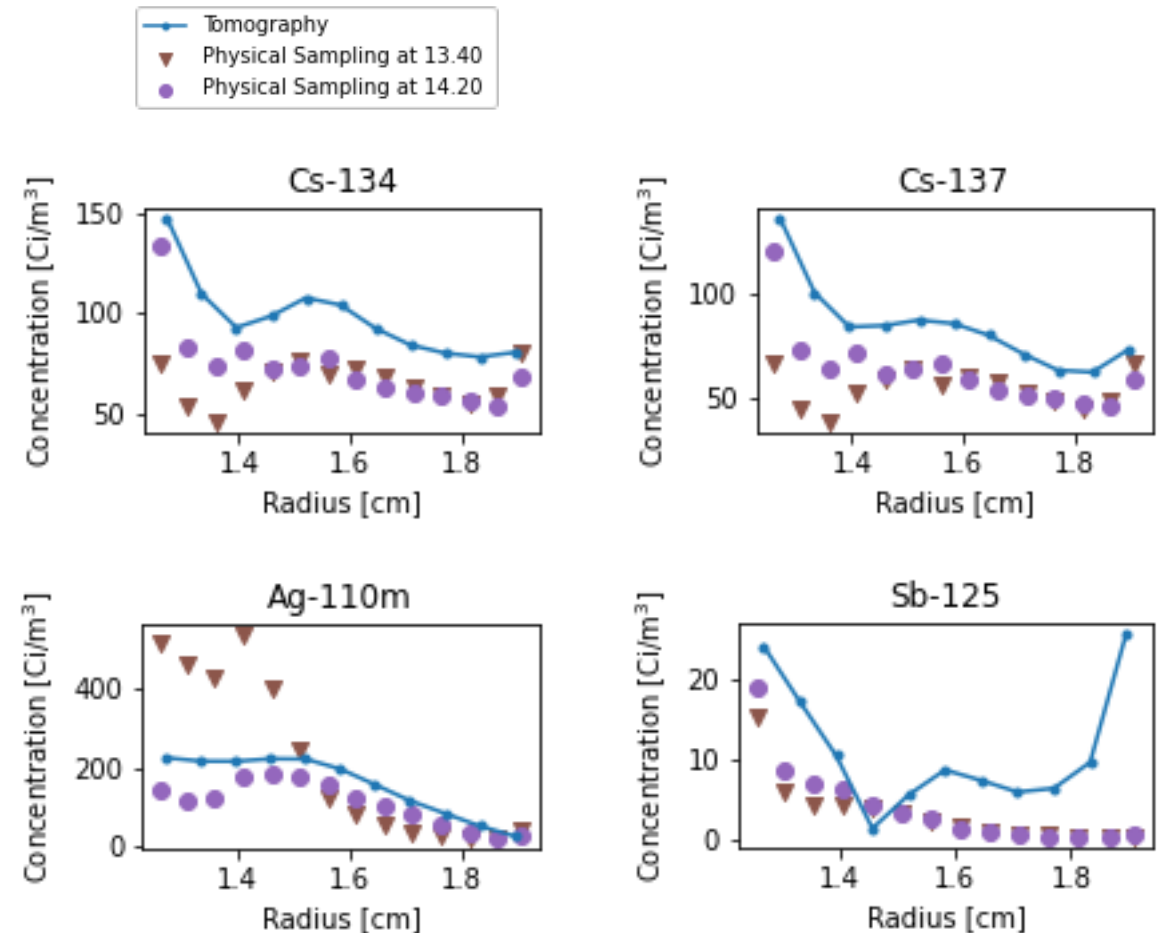 Tomography
Physical Sampling at 13.40
Physical Sampling at 14.20
Cs-134
Concentration [Ci/m³]
150
100
50
1.4 1.6 1.8
Radius [cm]
Cs-137
Concentration [Ci/m³]
100
50
1.4 1.6 1.8
Radius [cm]
Ag-110m
Concentration [Ci/m³]
400
200
0
1.4 1.6 1.8
Radius [cm]
Sb-125
Concentration [Ci/m³]
20
10
0
1.4 1.6 1.8
Radius [cm]